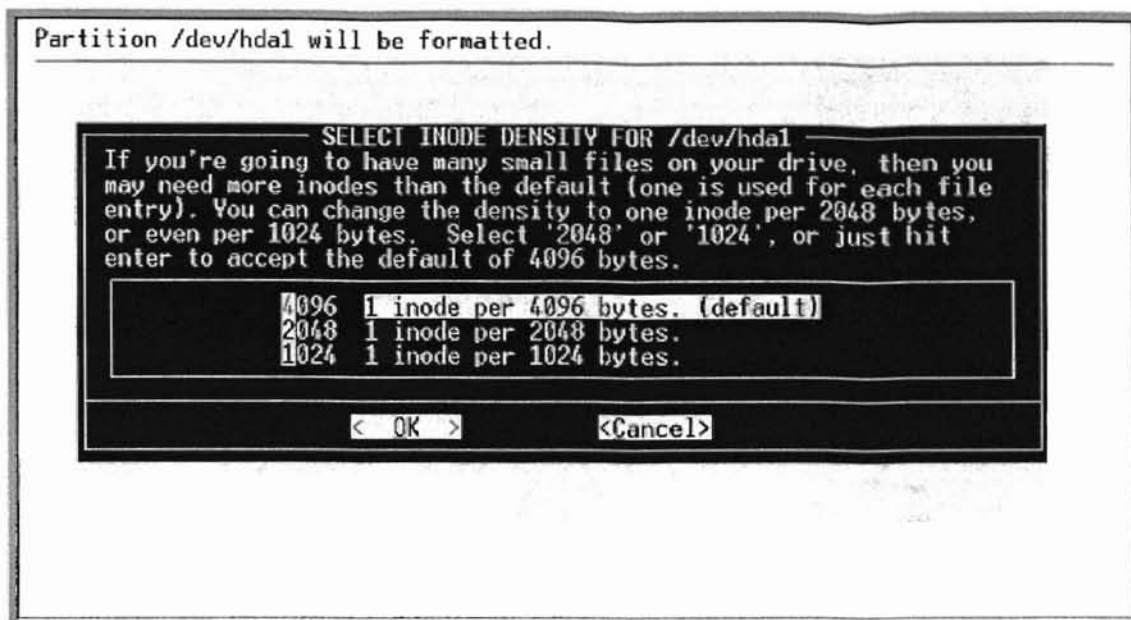 Partition /dev/hda1 will be formatted.
SELECT INODE DENSITY FOR /dev/hda1
If you're going to have many small files on your drive, then you
may need more inodes than the default (one is used for each file
entry). You can change the density to one inode per 2048 bytes,
or even per 1024 bytes.  Select '2048' or '1024', or just hit
enter to accept the default of 4096 bytes.
4096  1 inode per 4096 bytes. (default)
2048  1 inode per 2048 bytes.
1024  1 inode per 1024 bytes.
<  OK  > <Cancel>